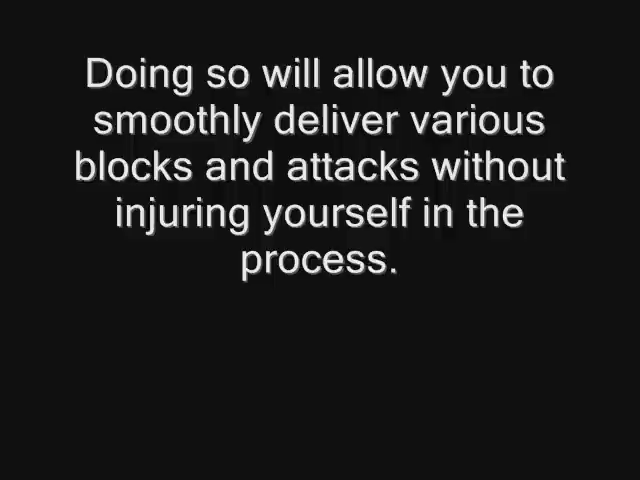 Doing so will allow you to
smoothly deliver various
blocks and attacks without
injuring yourself in the
process.